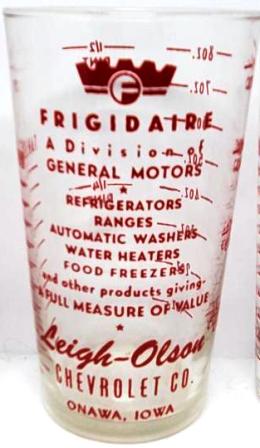 FRIGIDAIRE
A Division of
GENERAL MOTORS
REFRIGERATORS
RANGES
AUTOMATIC WASHERS
WATER HEATERS
FOOD FREEZERS
and other products giving
A FULL MEASURE OF VALUE
Leigh-Olson
CHEVROLET CO.
ONAWA, IOWA